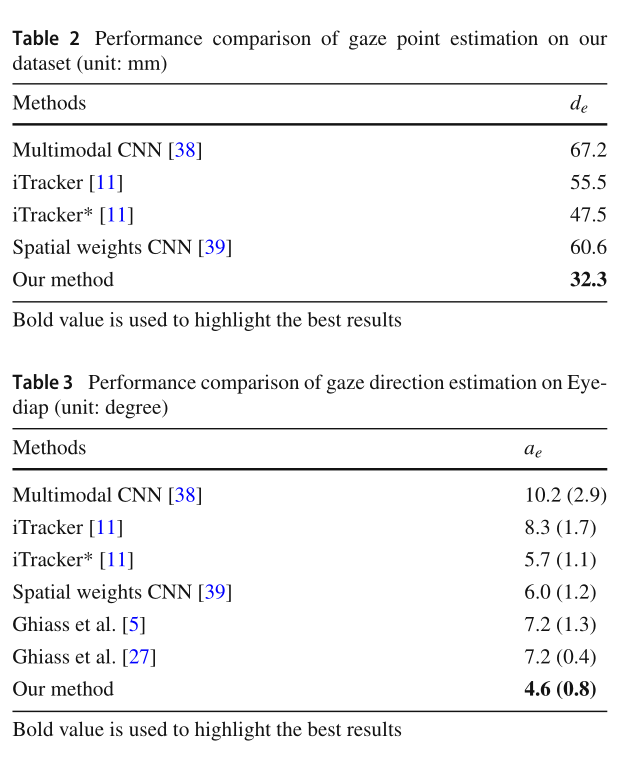 Table 2 Performance comparison of gaze point estimation on our
dataset (unit: mm)
Methods de
Multimodal CNN [38] 67.2
iTracker [11] 55.5
iTracker* [11] 47.5
Spatial weights CNN [39] 60.6
Our method 32.3
Bold value is used to highlight the best results
Table 3 Performance comparison of gaze direction estimation on Eye-
diap (unit: degree)
Methods ae
Multimodal CNN [38] 10.2 (2.9)
iTracker [11] 8.3 (1.7)
iTracker* [11] 5.7 (1.1)
Spatial weights CNN [39] 6.0 (1.2)
Ghiass et al. [5] 7.2 (1.3)
Ghiass et al. [27] 7.2 (0.4)
Our method 4.6 (0.8)
Bold value is used to highlight the best results